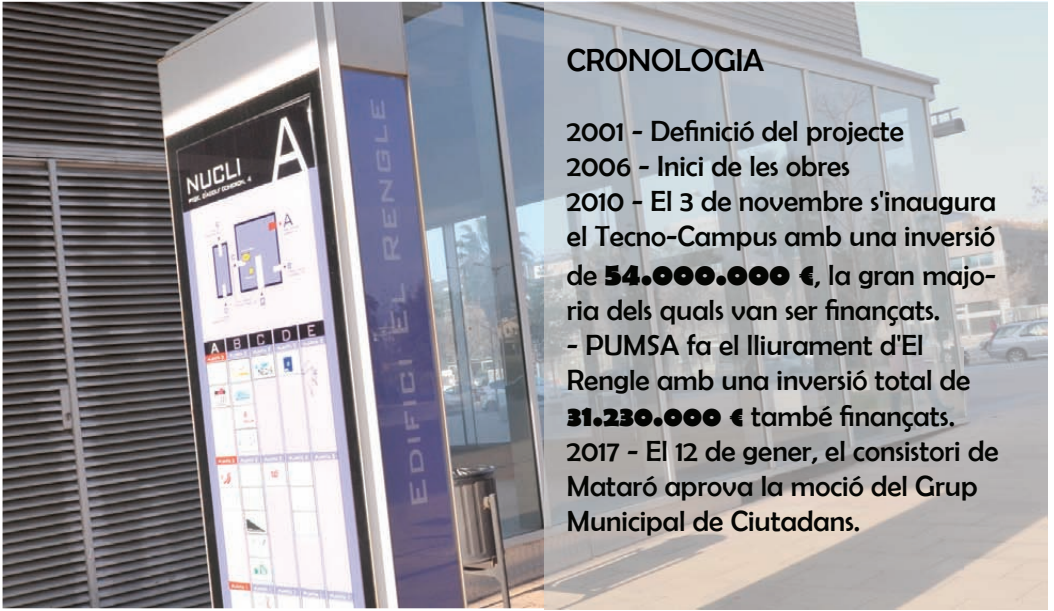 NUCLI A
EDIFICI EL RENGLE
A
A B C D E
CRONOLOGIA
2001 - Definició del projecte
2006 - Inici de les obres
2010 - El 3 de novembre s'inaugura
el Tecno-Campus amb una inversió
de 54.000.000 €, la gran majo-
ria dels quals van ser finançats.
- PUMSA fa el lliurament d'El
Rengle amb una inversió total de
31.230.000 € també finançats.
2017 - El 12 de gener, el consistori de
Mataró aprova la moció del Grup
Municipal de Ciutadans.